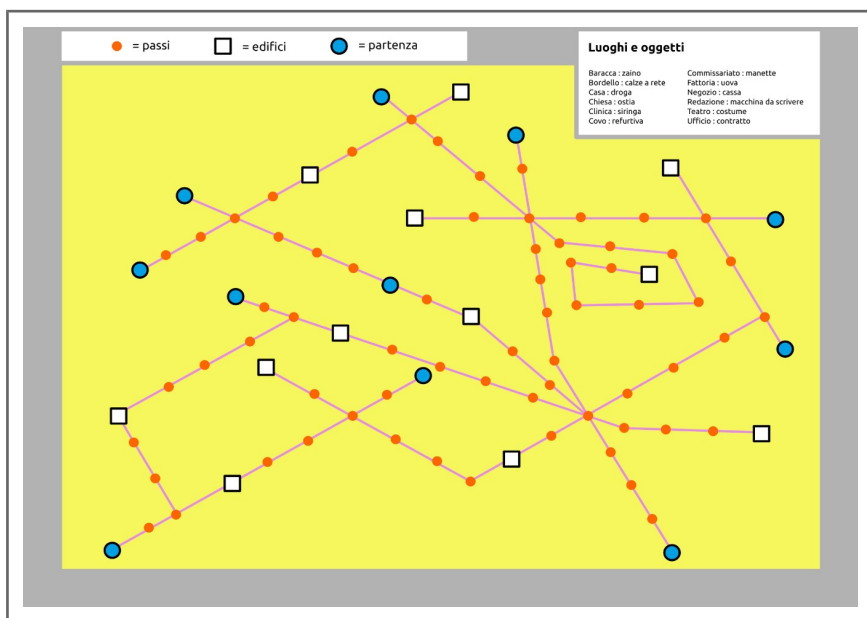 = passi
= edifici
= partenza
Luoghi e oggetti
Baracca : zaino
Bordello : calze a rete
Casa : droga
Chiesa : ostia
Clinica : siringa
Covo : refurtiva
Commissariato : manette
Fattoria : uova
Negozio : cassa
Redazione : macchina da scrivere
Teatro : costume
Ufficio : contratto